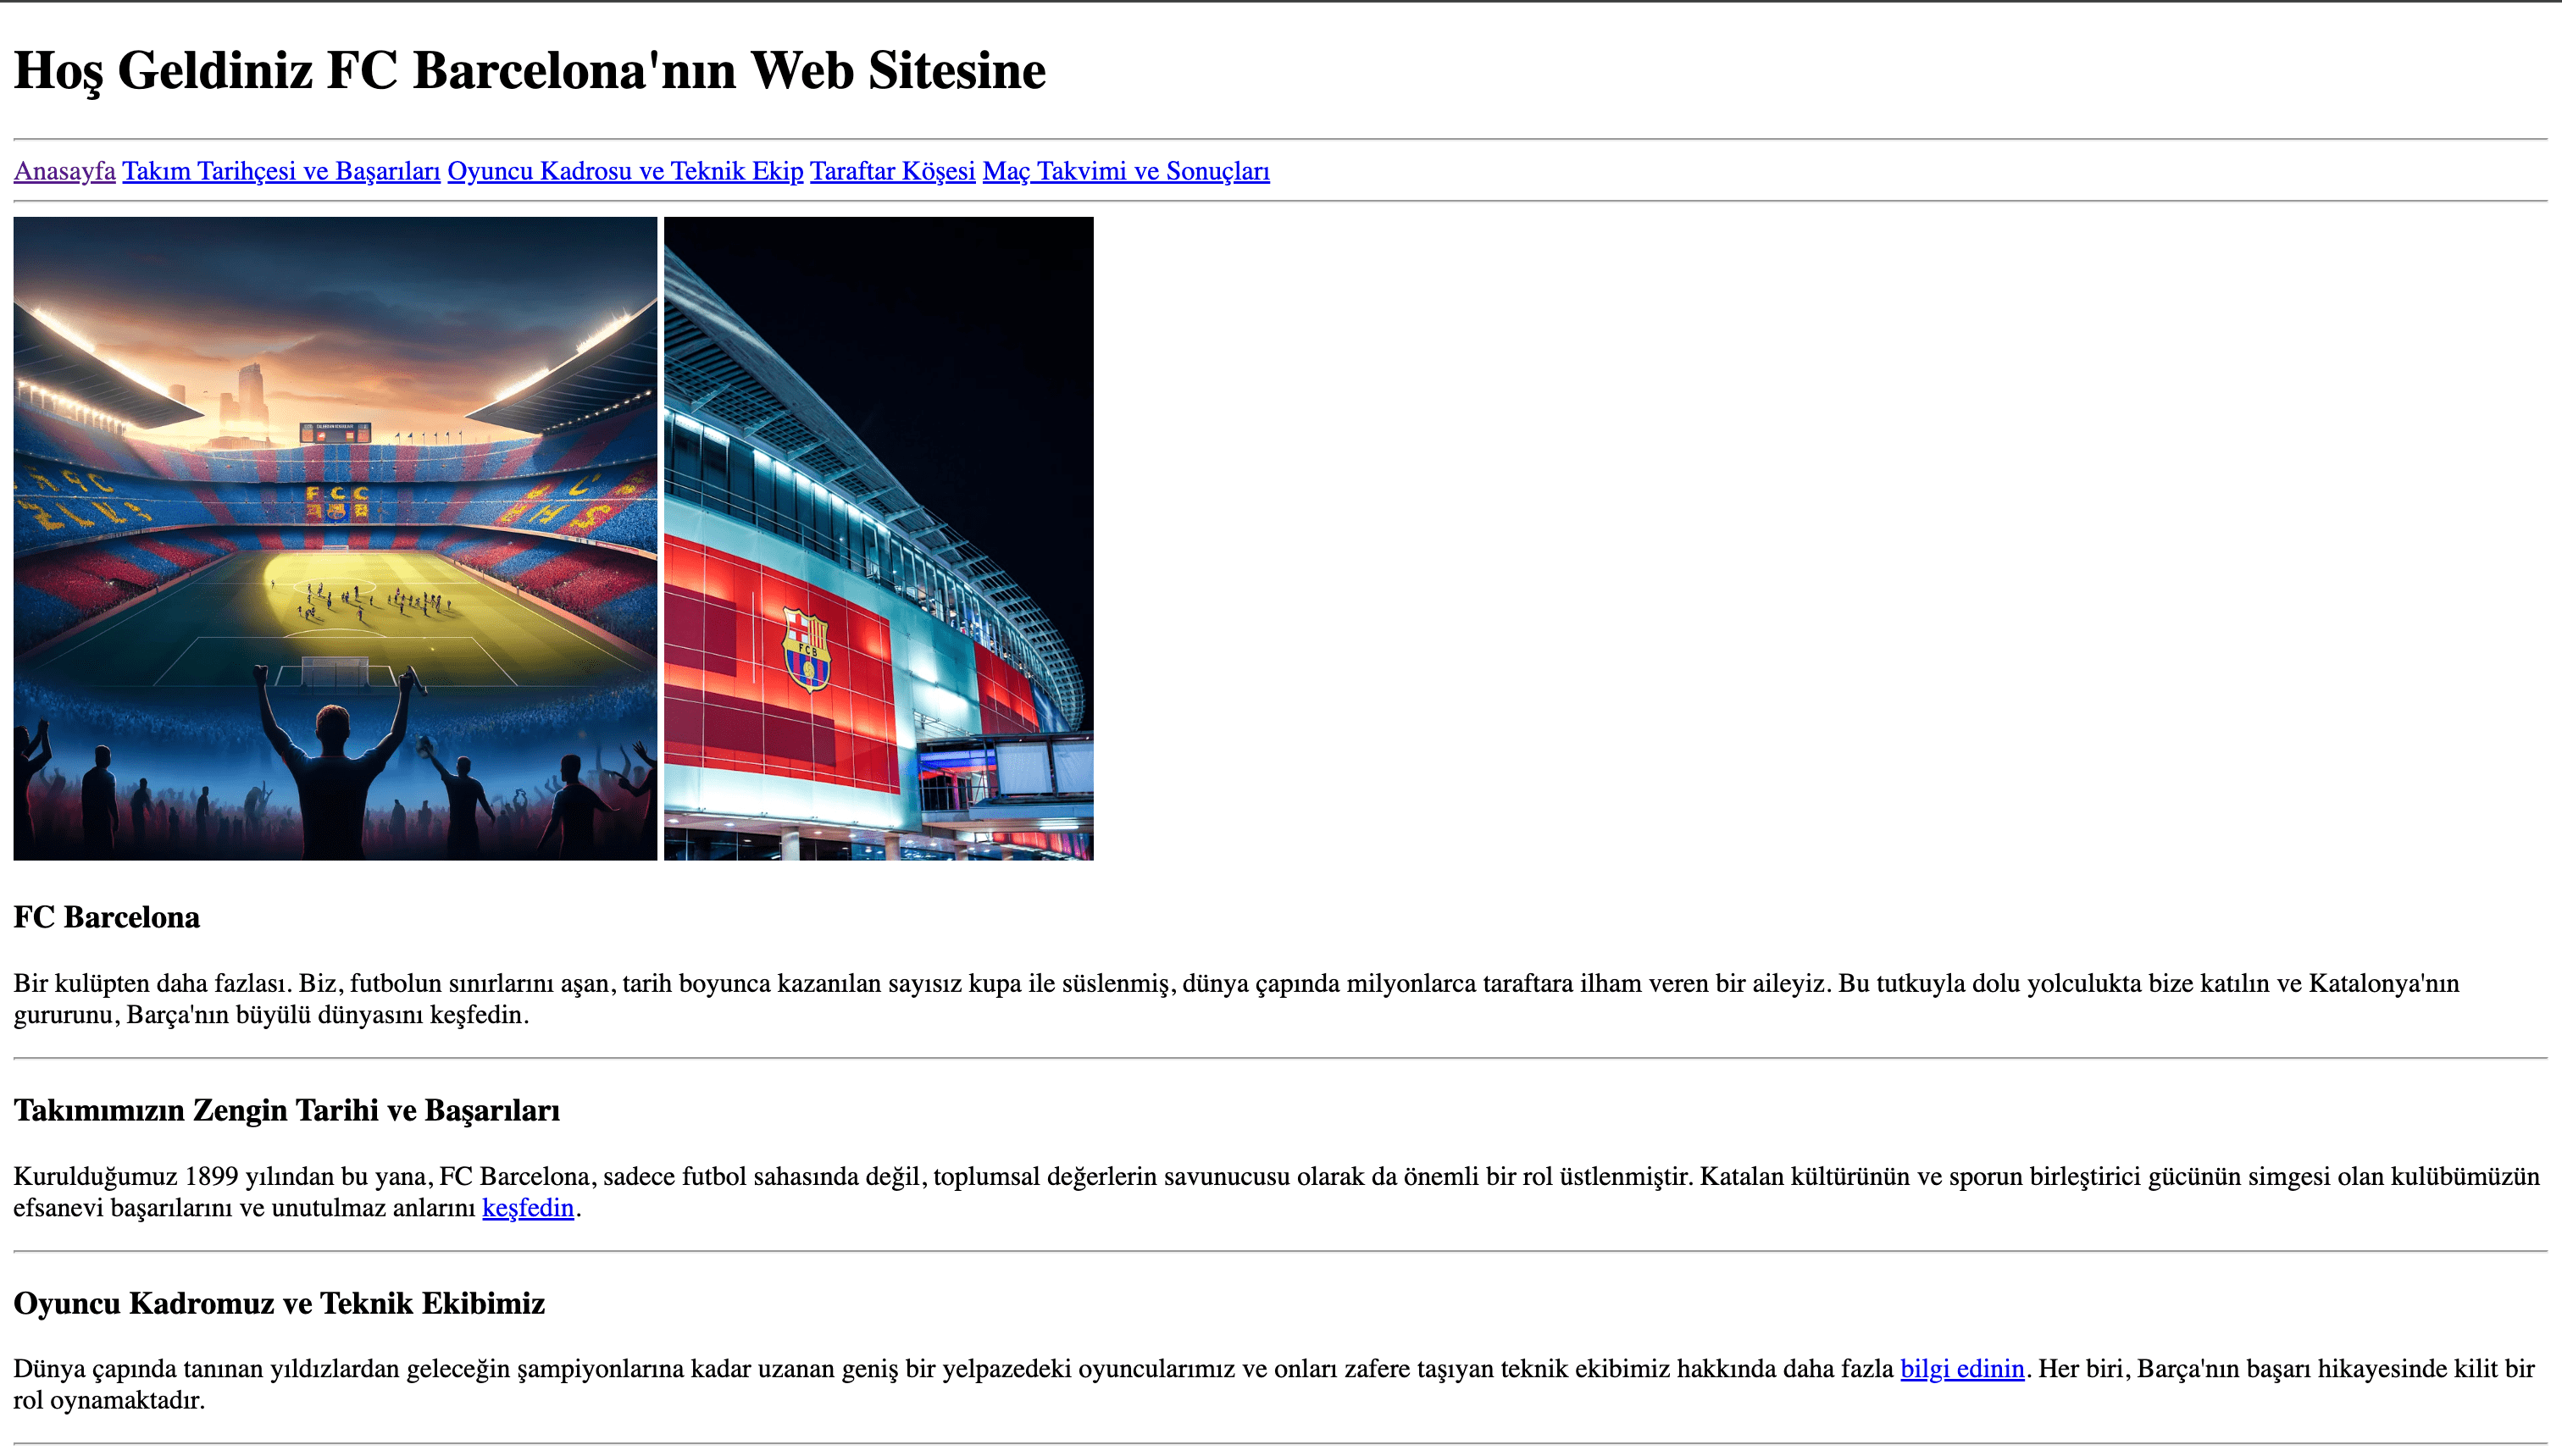 Hoş Geldiniz FC Barcelona'nın Web Sitesine
Anasayfa Takım Tarihçesi ve Başarıları Oyuncu Kadrosu ve Teknik Ekip Taraftar Köşesi Maç Takvimi ve Sonuçları
FCC
FCB
FC Barcelona
Bir kulüpten daha fazlası. Biz, futbolun sınırlarını aşan, tarih boyunca kazanılan sayısız kupa ile süslenmiş, dünya çapında milyonlarca taraftara ilham veren bir aileyiz. Bu tutkuyla dolu yolculukta bize katılın ve Katalonya'nın
gururunu, Barça'nın büyülü dünyasını keşfedin.
Takımımızın Zengin Tarihi ve Başarıları
Kurulduğumuz 1899 yılından bu yana, FC Barcelona, sadece futbol sahasında değil, toplumsal değerlerin savunucusu olarak da önemli bir rol üstlenmiştir. Katalan kültürünün ve sporun birleştirici gücünün simgesi olan kulübümüzün
efsanevi başarılarını ve unutulmaz anlarını keşfedin.
Oyuncu Kadromuz ve Teknik Ekibimiz
Dünya çapında tanınan yıldızlardan geleceğin şampiyonlarına kadar uzanan geniş bir yelpazedeki oyuncularımız ve onları zafere taşıyan teknik ekibimiz hakkında daha fazla bilgi edinin. Her biri, Barça'nın başarı hikayesinde kilit bir
rol oynamaktadır.